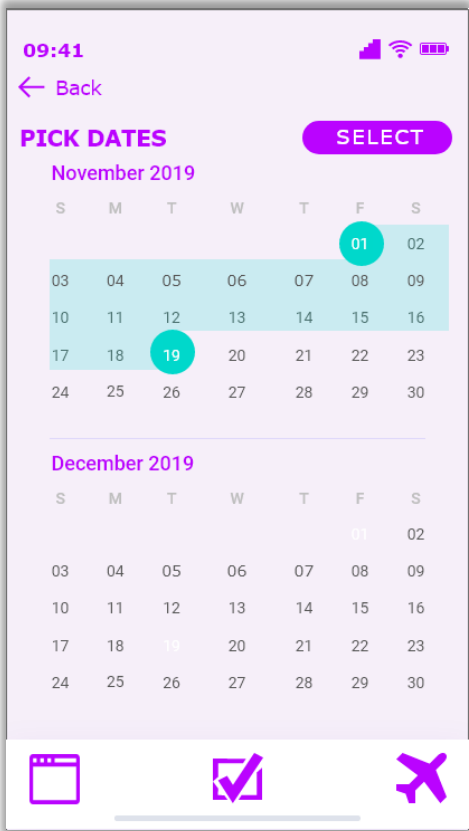 09:41
Back
PICK DATES SELECT
November 2019
S M T W T F S
01 02
03 04 05 06 07 08 09
10 11 12 13 14 15 16
17 18 19 20 21 22 23
24 25 26 27 28 29 30
December 2019
S M T W T F S
01 02
03 04 05 06 07 08 09
10 11 12 13 14 15 16
17 18 19 20 21 22 23
24 25 26 27 28 29 30